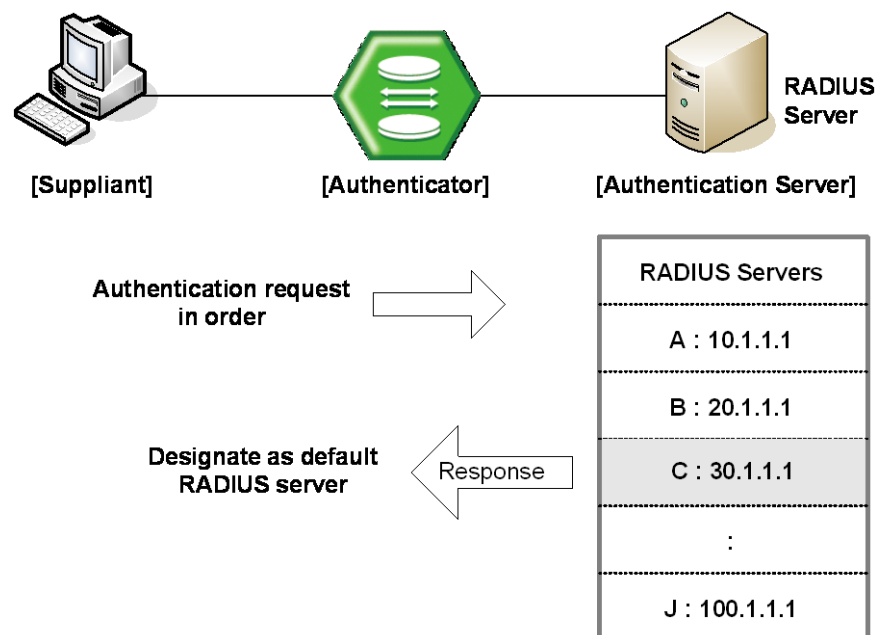 RADIUS
Server
[Suppliant]
[Authenticator]
[Authentication Server]
Authentication request
in order
RADIUS Servers
A : 10.1.1.1
B : 20.1.1.1
Designate as default
RADIUS server
Response
C : 30.1.1.1
:
J : 100.1.1.1